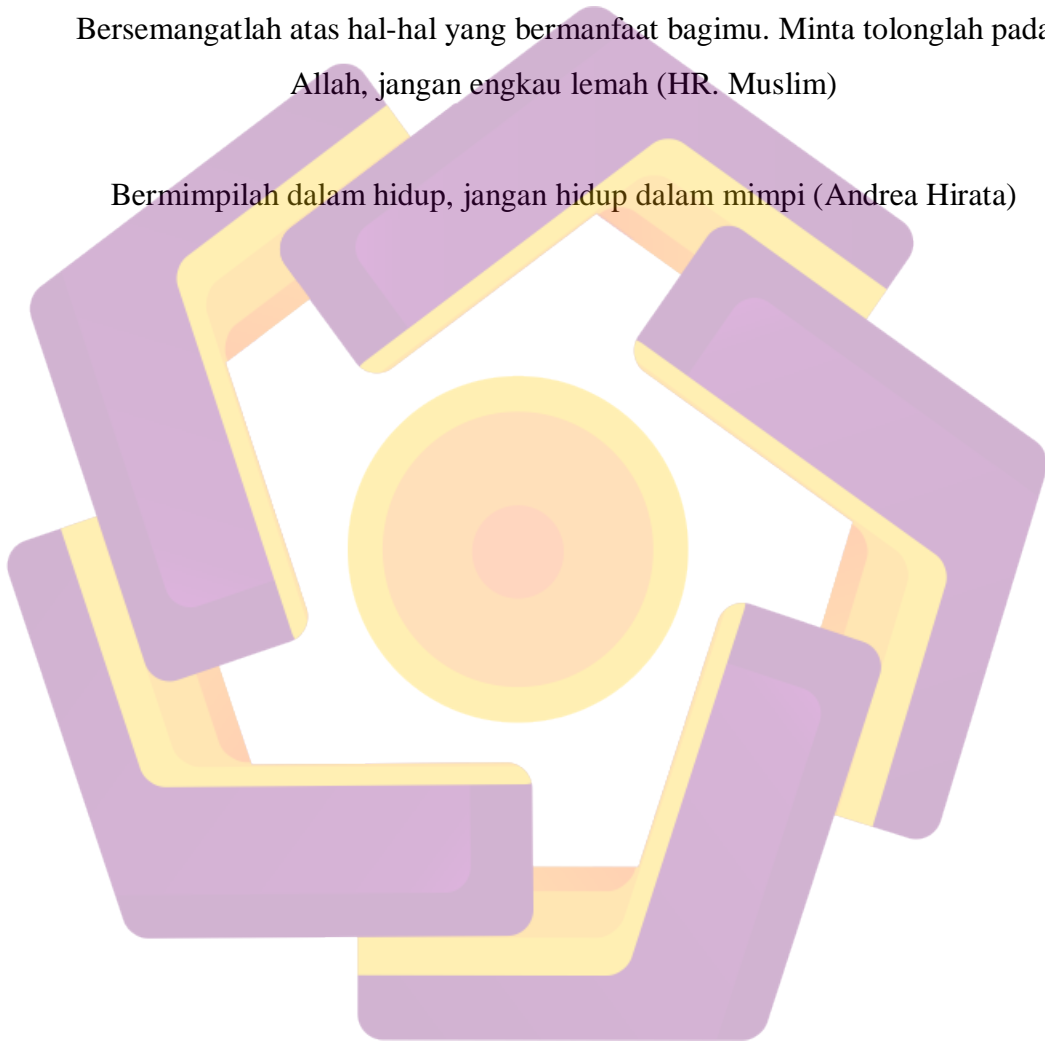 Bersemangatlah atas hal-hal yang bermanfaat bagimu. Minta tolonglah pada
Allah, jangan engkau lemah (HR. Muslim)
Bermimpilah dalam hidup, jangan hidup dalam mimpi (Andrea Hirata)